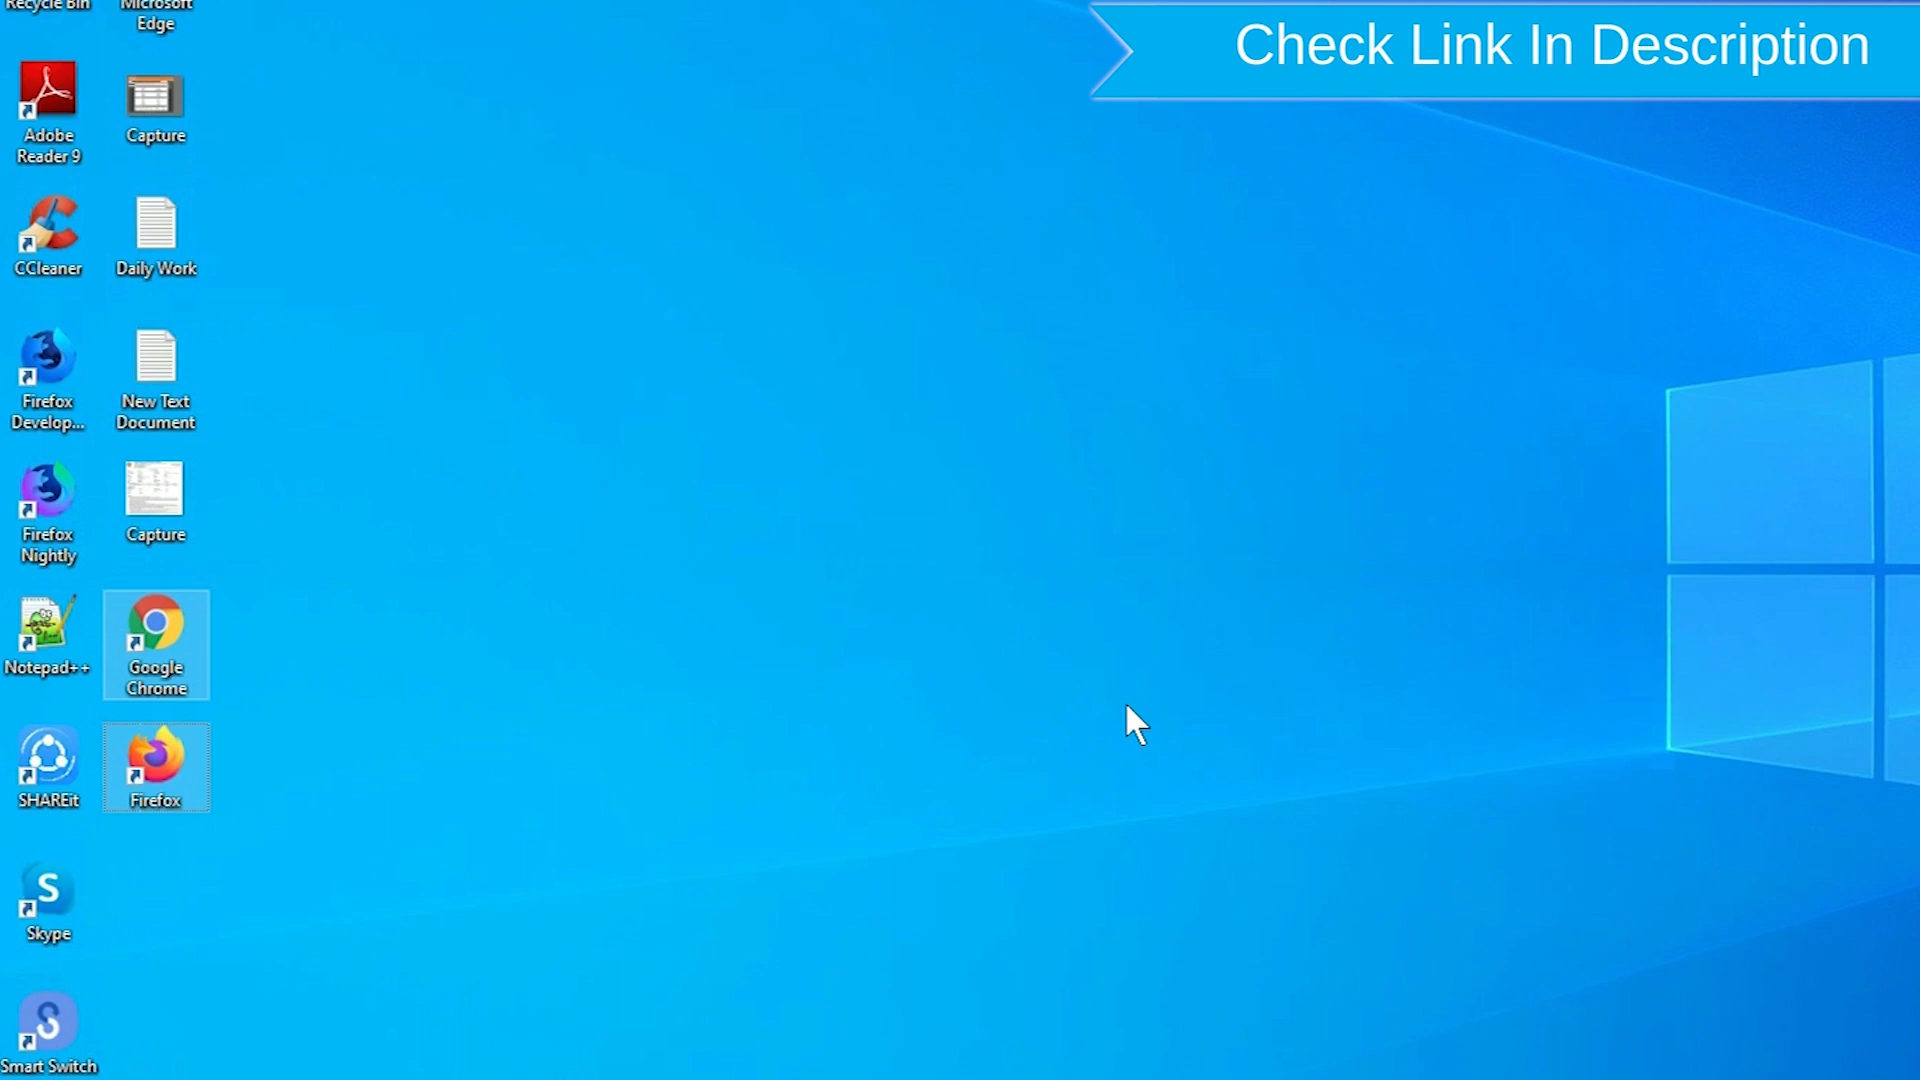 Recycle Bin
Microsoft
Edge
Check Link In Description
Adobe
Reader 9
Capture
CCleaner
Daily Work
Firefox
Develop...
New Text
Document
Firefox
Nightly
Capture
Notepad++
Google
Chrome
SHAREit
Firefox
Skype
Smart Switch